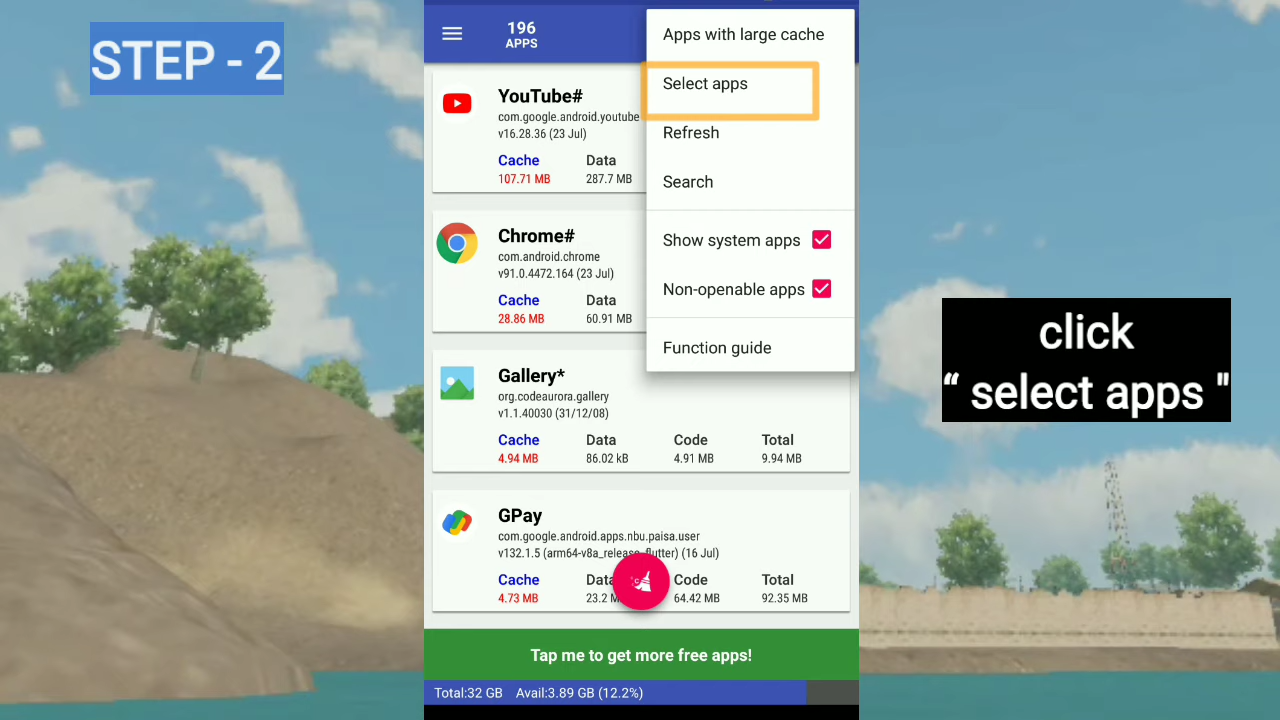 STEP - 2
196
APPS
Apps with large cache
Select apps
Refresh
Search
Show system apps
Non-openable apps
Function guide
YouTube#
com.google.android.youtube
v16.28.36 (23 Jul)
Cache Data
107.71 MB 287.7 MB
Chrome#
com.android.chrome
v91.0.4472.164 (23 Jul)
Cache Data
28.86 MB 60.91 MB
Gallery*
org.codeaurora.gallery
v1.1.40030 (31/12/08)
Cache Data Code Total
4.94 MB 86.02 kB 4.91 MB 9.94 MB
GPay
com.google.android.apps.nbu.paisa.user
v132.1.5 (arm64-v8a_release_flutter) (16 Jul)
Cache Data Code Total
4.73 MB 23.2 M 64.42 MB 92.35 MB
Tap me to get more free apps!
Total:32 GB Avail:3.89 GB (12.2%)
click
“ select apps "